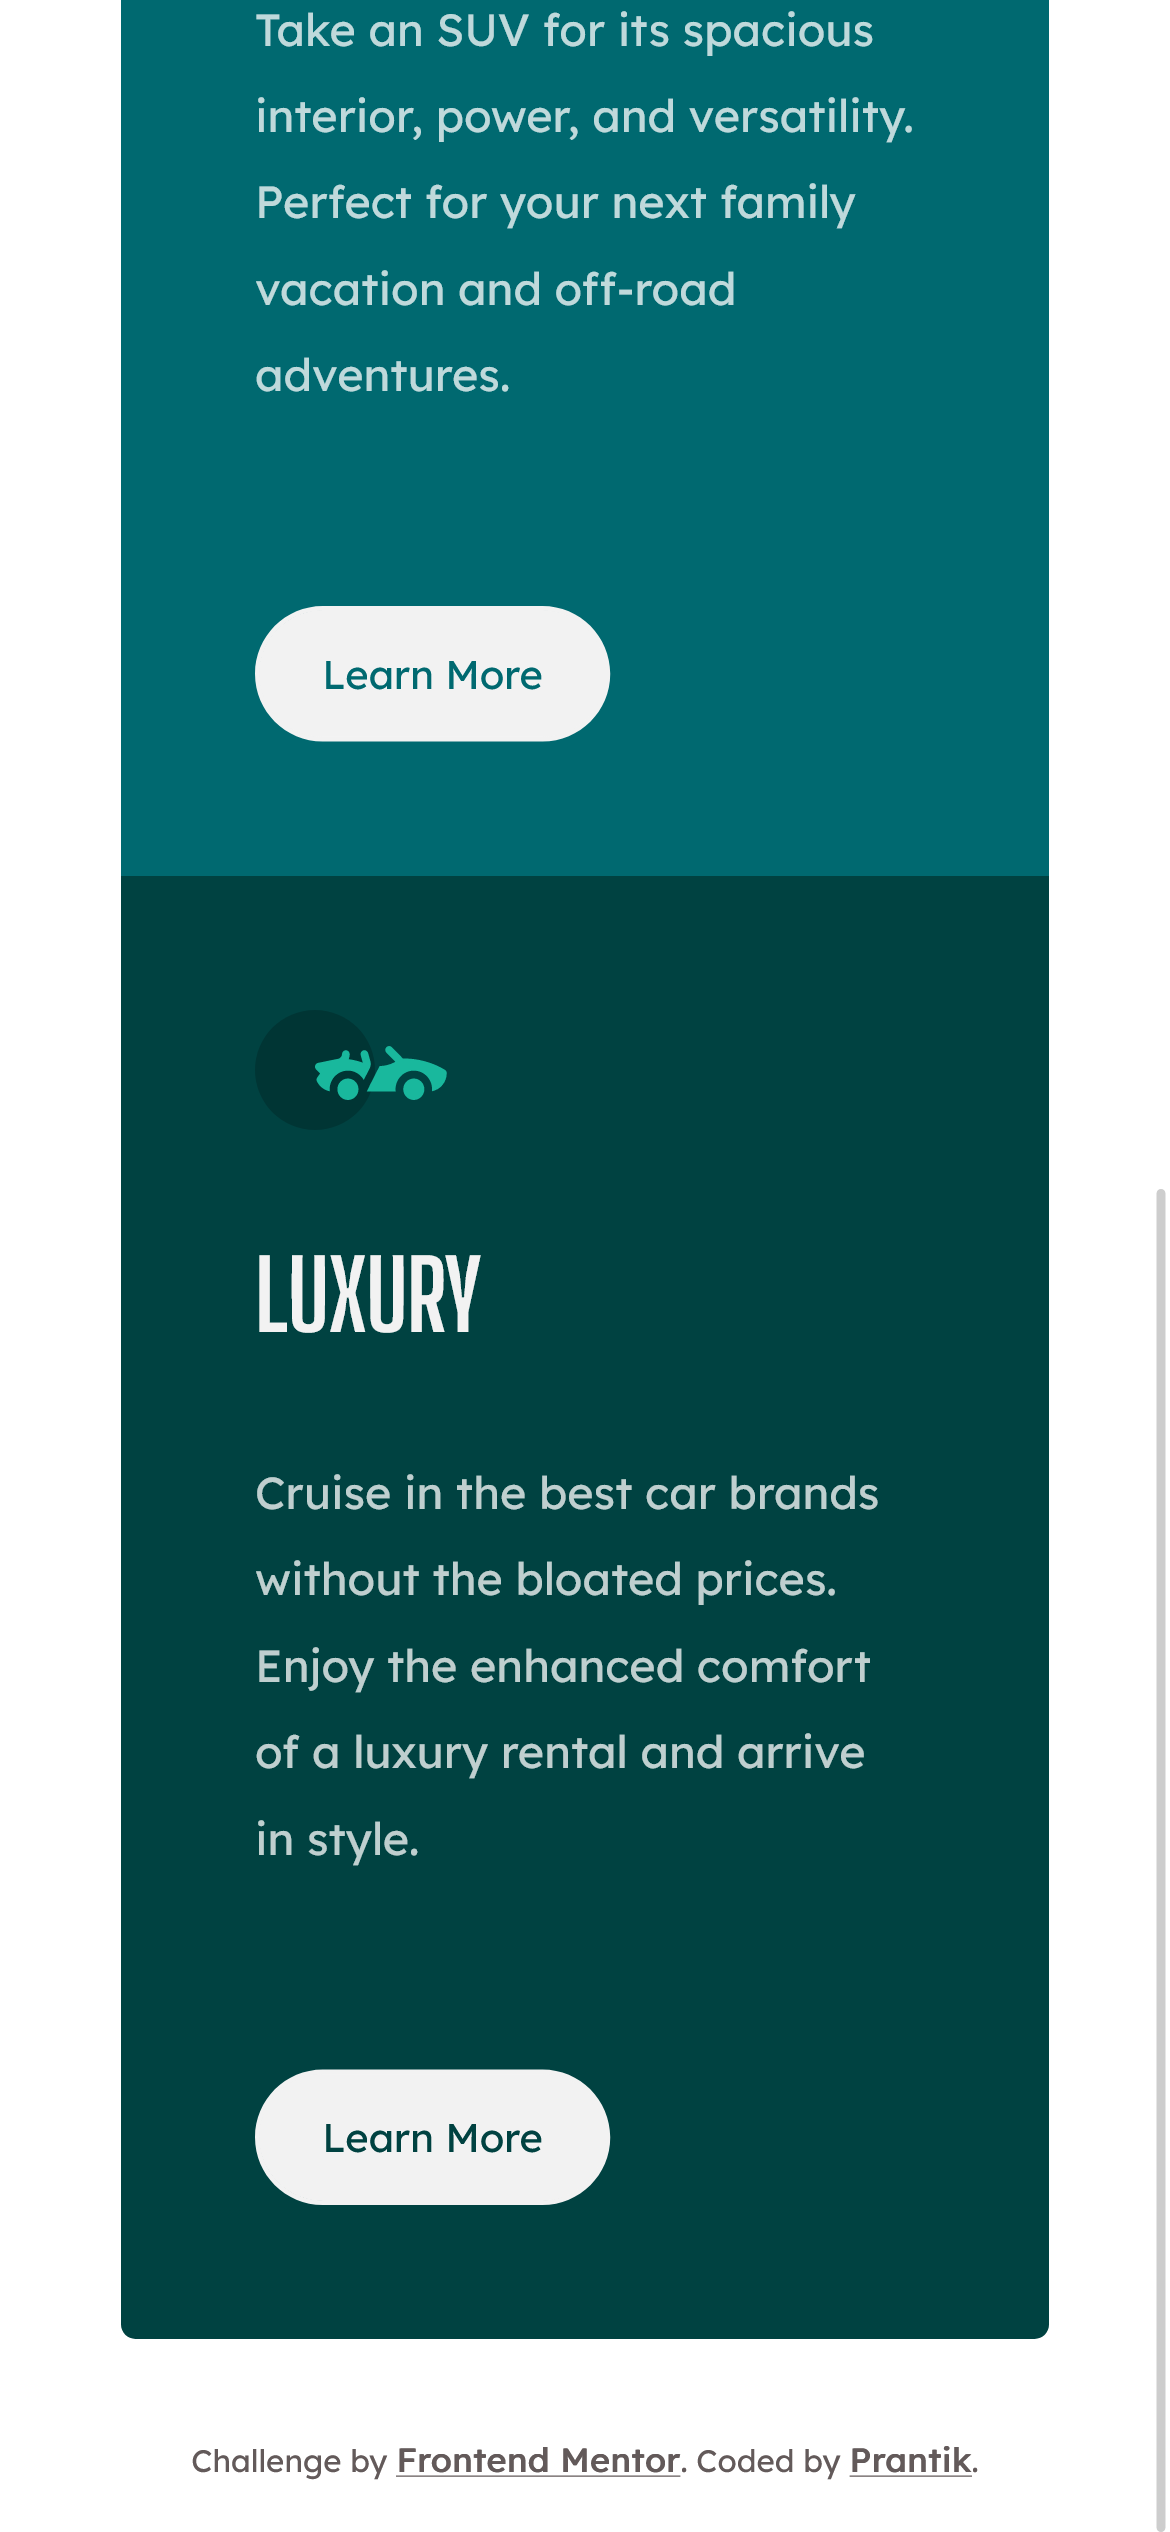 Take an SUV for its spacious
interior, power, and versatility.
Perfect for your next family
vacation and off-road
adventures.
Learn More
LUXURY
Cruise in the best car brands
without the bloated prices.
Enjoy the enhanced comfort
of a luxury rental and arrive
in style.
Learn More
Challenge by Frontend Mentor. Coded by Prantik.